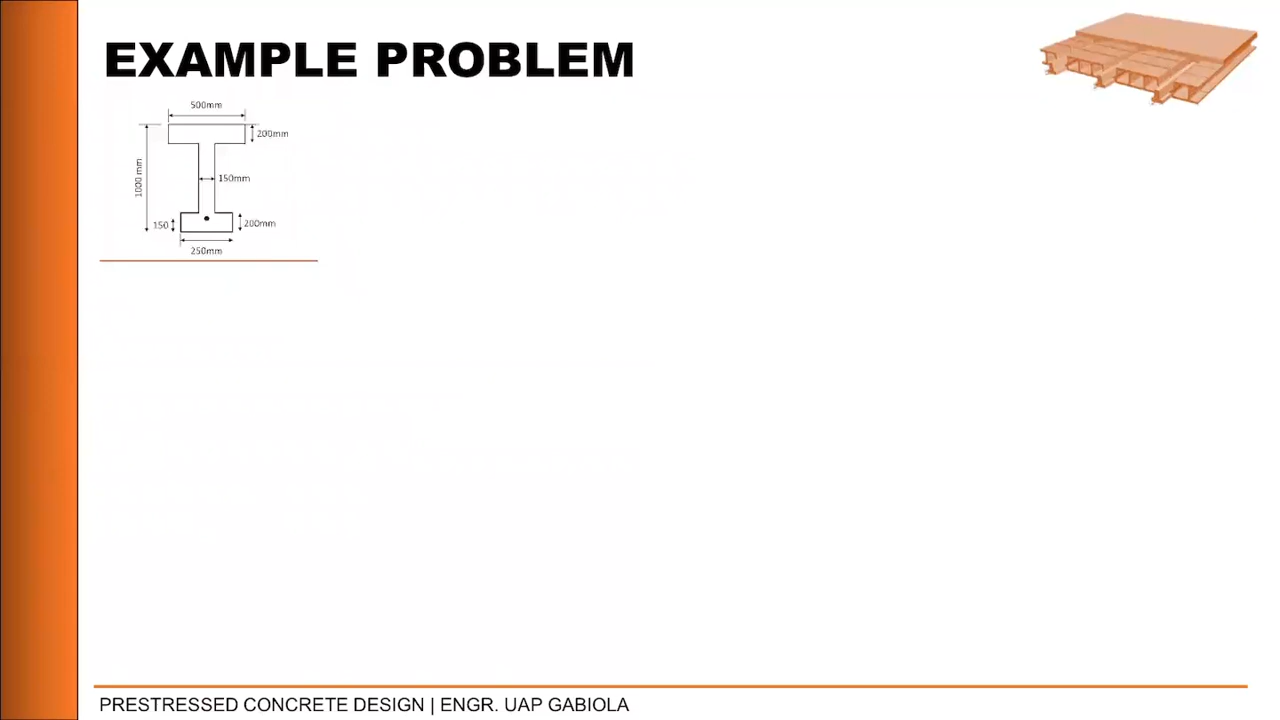 EXAMPLE PROBLEM
500mm
200mm
1000 mm
150mm
150
200mm
250mm
PRESTRESSED CONCRETE DESIGN | ENGR. UAP GABIOLA